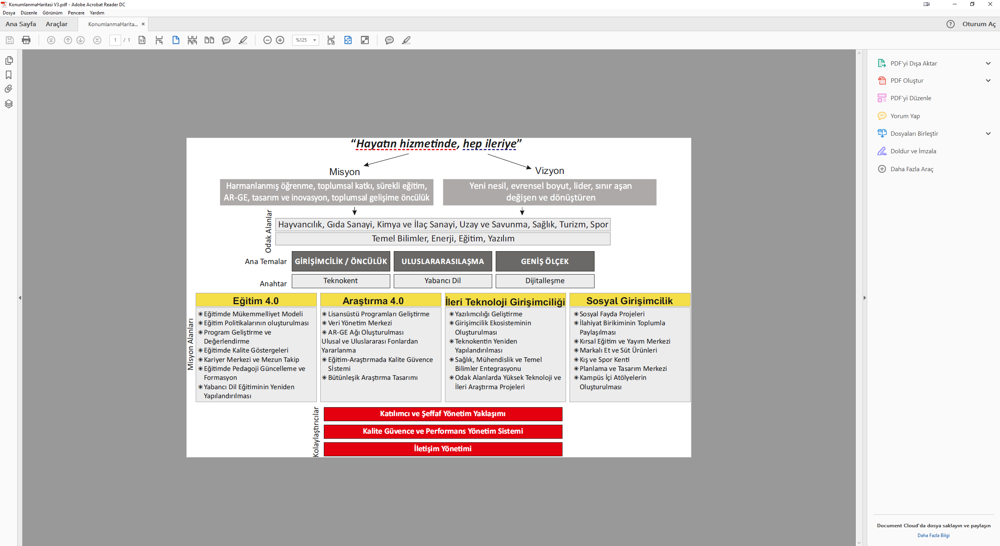 KonumlanmaHaritasi V3.pdf - Adobe Acrobat Reader DC
Dosya Düzenle Görünüm Pencere Yardım
Ana Sayfa Araçlar KonumlanmaHarita... × ? Oturum Aç
1 / 1 %125
“Hayatın hizmetinde, hep ileriye”
Misyon
Vizyon
Harmanlanmış öğrenme, toplumsal katkı, sürekli eğitim,
AR-GE, tasarım ve inovasyon, toplumsal gelişime öncülük
Yeni nesil, evrensel boyut, lider, sınır aşan
değişen ve dönüştüren
Odak Alanlar
Hayvancılık, Gıda Sanayi, Kimya ve İlaç Sanayi, Uzay ve Savunma, Sağlık, Turizm, Spor
Temel Bilimler, Enerji, Eğitim, Yazılım
Ana Temalar
GİRİŞİMCİLİK / ÖNCÜLÜK
ULUSLARARASILAŞMA
GENİŞ ÖLÇEK
Anahtar
Teknokent
Yabancı Dil
Dijitalleşme
Misyon Alanları
Eğitim 4.0
✳Eğitimde Mükemmelliyet Modeli
✳Eğitim Politikalarının oluşturulması
✳Program Geliştirme ve
Değerlendirme
✳Eğitimde Kalite Göstergeleri
✳Kariyer Merkezi ve Mezun Takip
✳Eğitimde Pedagoji Güncelleme ve
Formasyon
✳Yabancı Dil Eğitiminin Yeniden
Yapılandırılması
Araştırma 4.0
✳Lisansüstü Programları Geliştirme
✳Veri Yönetim Merkezi
✳AR-GE Ağı Oluşturulması
Ulusal ve Uluslararası Fonlardan
Yararlanma
✳Eğitim-Araştırmada Kalite Güvence
Sİstemi
✳Bütünleşik Araştırma Tasarımı
İleri Teknoloji Girişimciliği
✳Yazılımcılığı Geliştirme
✳Girişimcilik Ekosisteminin
Oluşturulması
✳Teknokentin Yeniden
Yapılandırılması
✳Sağlık, Mühendislik ve Temel
Bilimler Entegrasyonu
✳Odak Alanlarda Yüksek Teknoloji ve
İleri Araştırma Projeleri
Sosyal Girişimcilik
✳Sosyal Fayda Projeleri
✳İlahiyat Birikiminin Toplumla
Paylaşılması
✳Kırsal Eğitim ve Yayım Merkezi
✳Markalı Et ve Süt Ürünleri
✳Kış ve Spor Kenti
✳Planlama ve Tasarım Merkezi
✳Kampüs İçi Atölyelerin
Oluşturulması
Kolaylaştırıcılar
Katılımcı ve Şeffaf Yönetim Yaklaşımı
Kalite Güvence ve Performans Yönetim Sistemi
İletişim Yönetimi
PDF'yi Dışa Aktar
PDF Oluştur
PDF'yi Düzenle
Yorum Yap
Dosyaları Birleştir
Doldur ve İmzala
Daha Fazla Araç
Document Cloud'da dosya saklayın ve paylaşın
Daha Fazla Bilgi